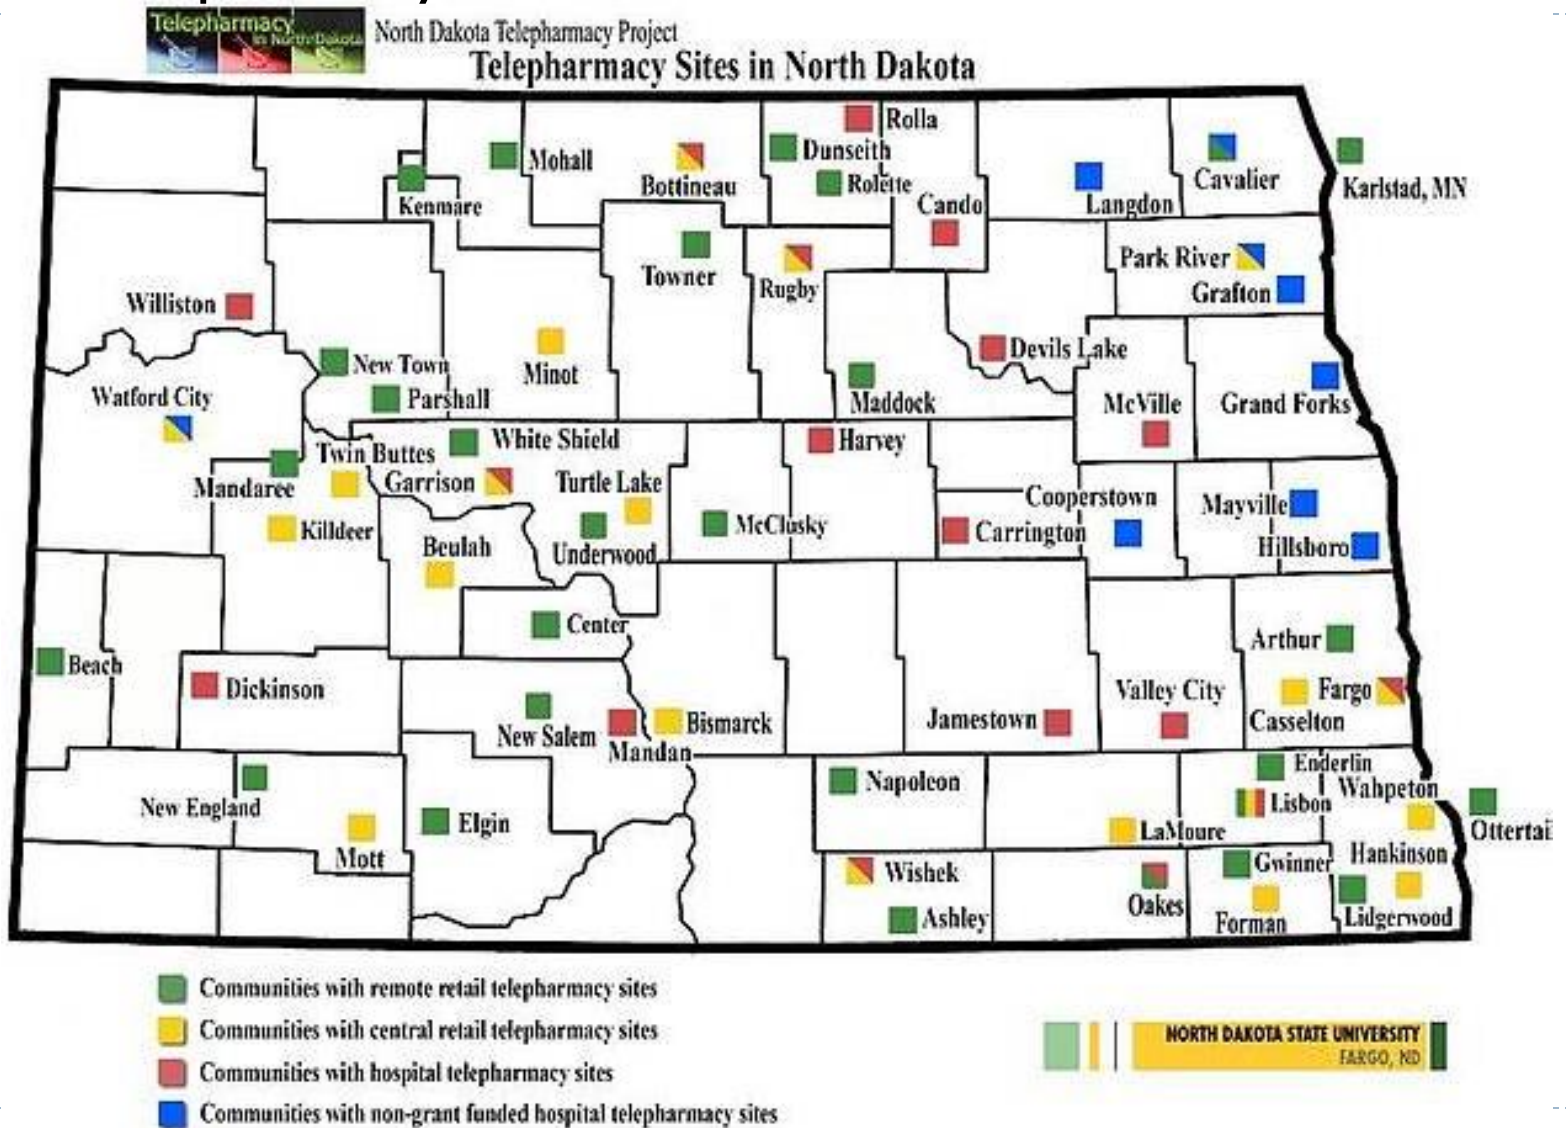 Telepharmacy
in North Dakota
North Dakota Telepharmacy Project
Telepharmacy Sites in North Dakota
Rolla
Dunseith
Mohall
Bottineau
Rolette
Cavalier
Karlstad, MN
Kenmare
Cando
Langdon
Towner
Rugby
Park River
Grafton
Williston
Devils Lake
New Town
Minot
Parshall
Maddock
McVille
Grand Forks
Watford City
White Shield
Harvey
Twin Buttes
Garrison
Turtle Lake
Mandaree
Cooperstown
Mayville
McClusky
Killdeer
Carrington
Beulah
Underwood
Hillsboro
Center
Arthur
Beach
Dickinson
Valley City
Fargo
Casselton
New Salem
Bismarck
Jamestown
Mandan
Enderlin
Napoleon
Wahpeton
New England
Lisbon
Elgin
LaMoure
Ottertai
Mott
Hankinson
Gwinner
Wishek
Oakes
Ashley
Forman
Lidgerwood
Communities with remote retail telepharmacy sites
Communities with central retail telepharmacy sites
Communities with hospital telepharmacy sites
Communities with non-grant funded hospital telepharmacy sites
NORTH DAKOTA STATE UNIVERSITY
FARGO, ND